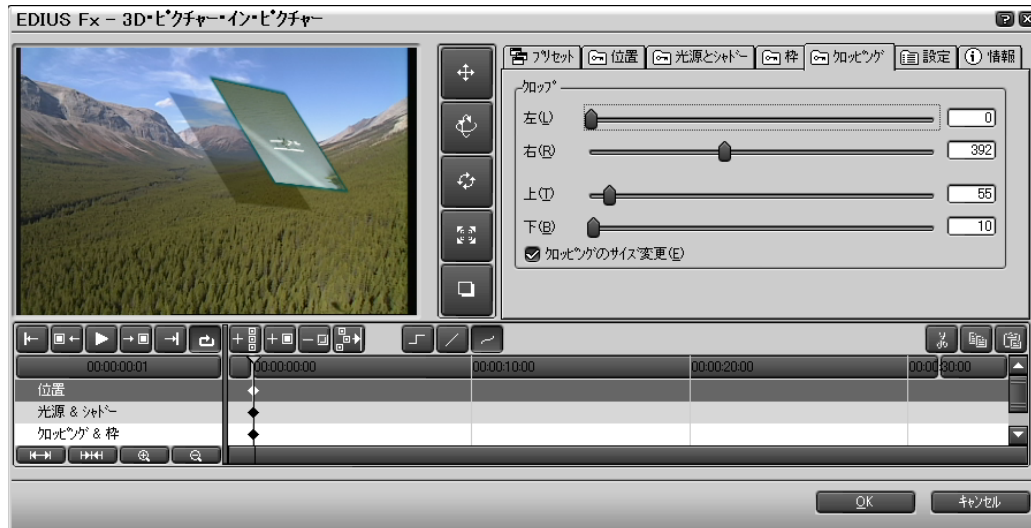 EDIUS Fx - 3D･ﾋﾟｸﾁｬｰ･ｲﾝ･ﾋﾟｸﾁｬｰ
ﾌﾟﾘｾｯﾄ 位置 光源とｼｬﾄﾞｰ 枠 ｸﾛｯﾋﾟﾝｸﾞ 設定 情報
ｸﾛｯﾌﾟ
左(L) 0
右(R) 392
上(T) 55
下(B) 10
ｸﾛｯﾋﾟﾝｸﾞのｻｲｽﾞ変更(E)
00:00:00:01 00:00:00:00 00:00:10:00 00:00:20:00 00:00:30:00
位置
光源 & ｼｬﾄﾞｰ
ｸﾛｯﾋﾟﾝｸﾞ & 枠
OK ｷｬﾝｾﾙ